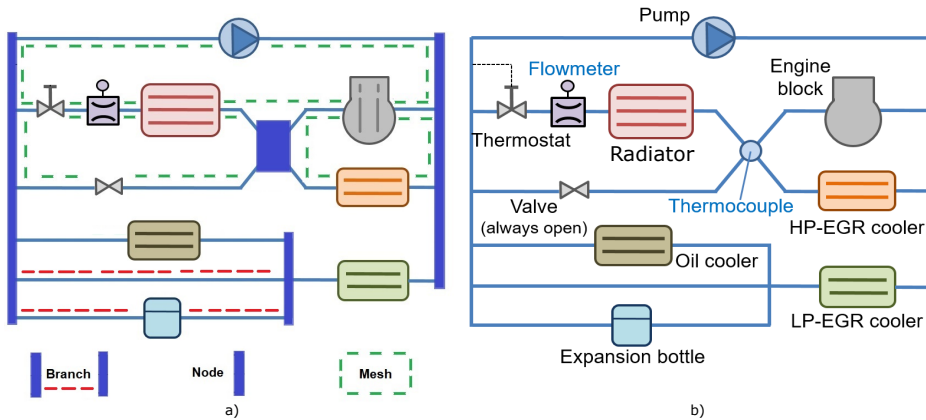 Pump
Flowmeter
Engine
block
Thermostat
Radiator
Valve
(always open)
Thermocouple
HP-EGR cooler
Oil cooler
LP-EGR cooler
Expansion bottle
Branch
Node
Mesh
a)
b)